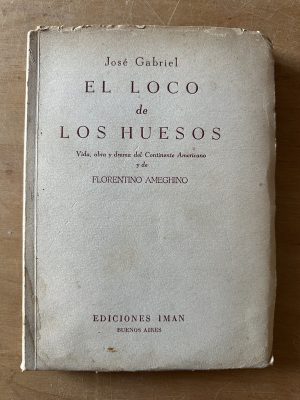 José Gabriel
EL LOCO
de
LOS HUESOS
Vida, obra y drama del Continente Americano
y de
FLORENTINO AMEGHINO
EDICIONES IMAN
BUENOS AIRES